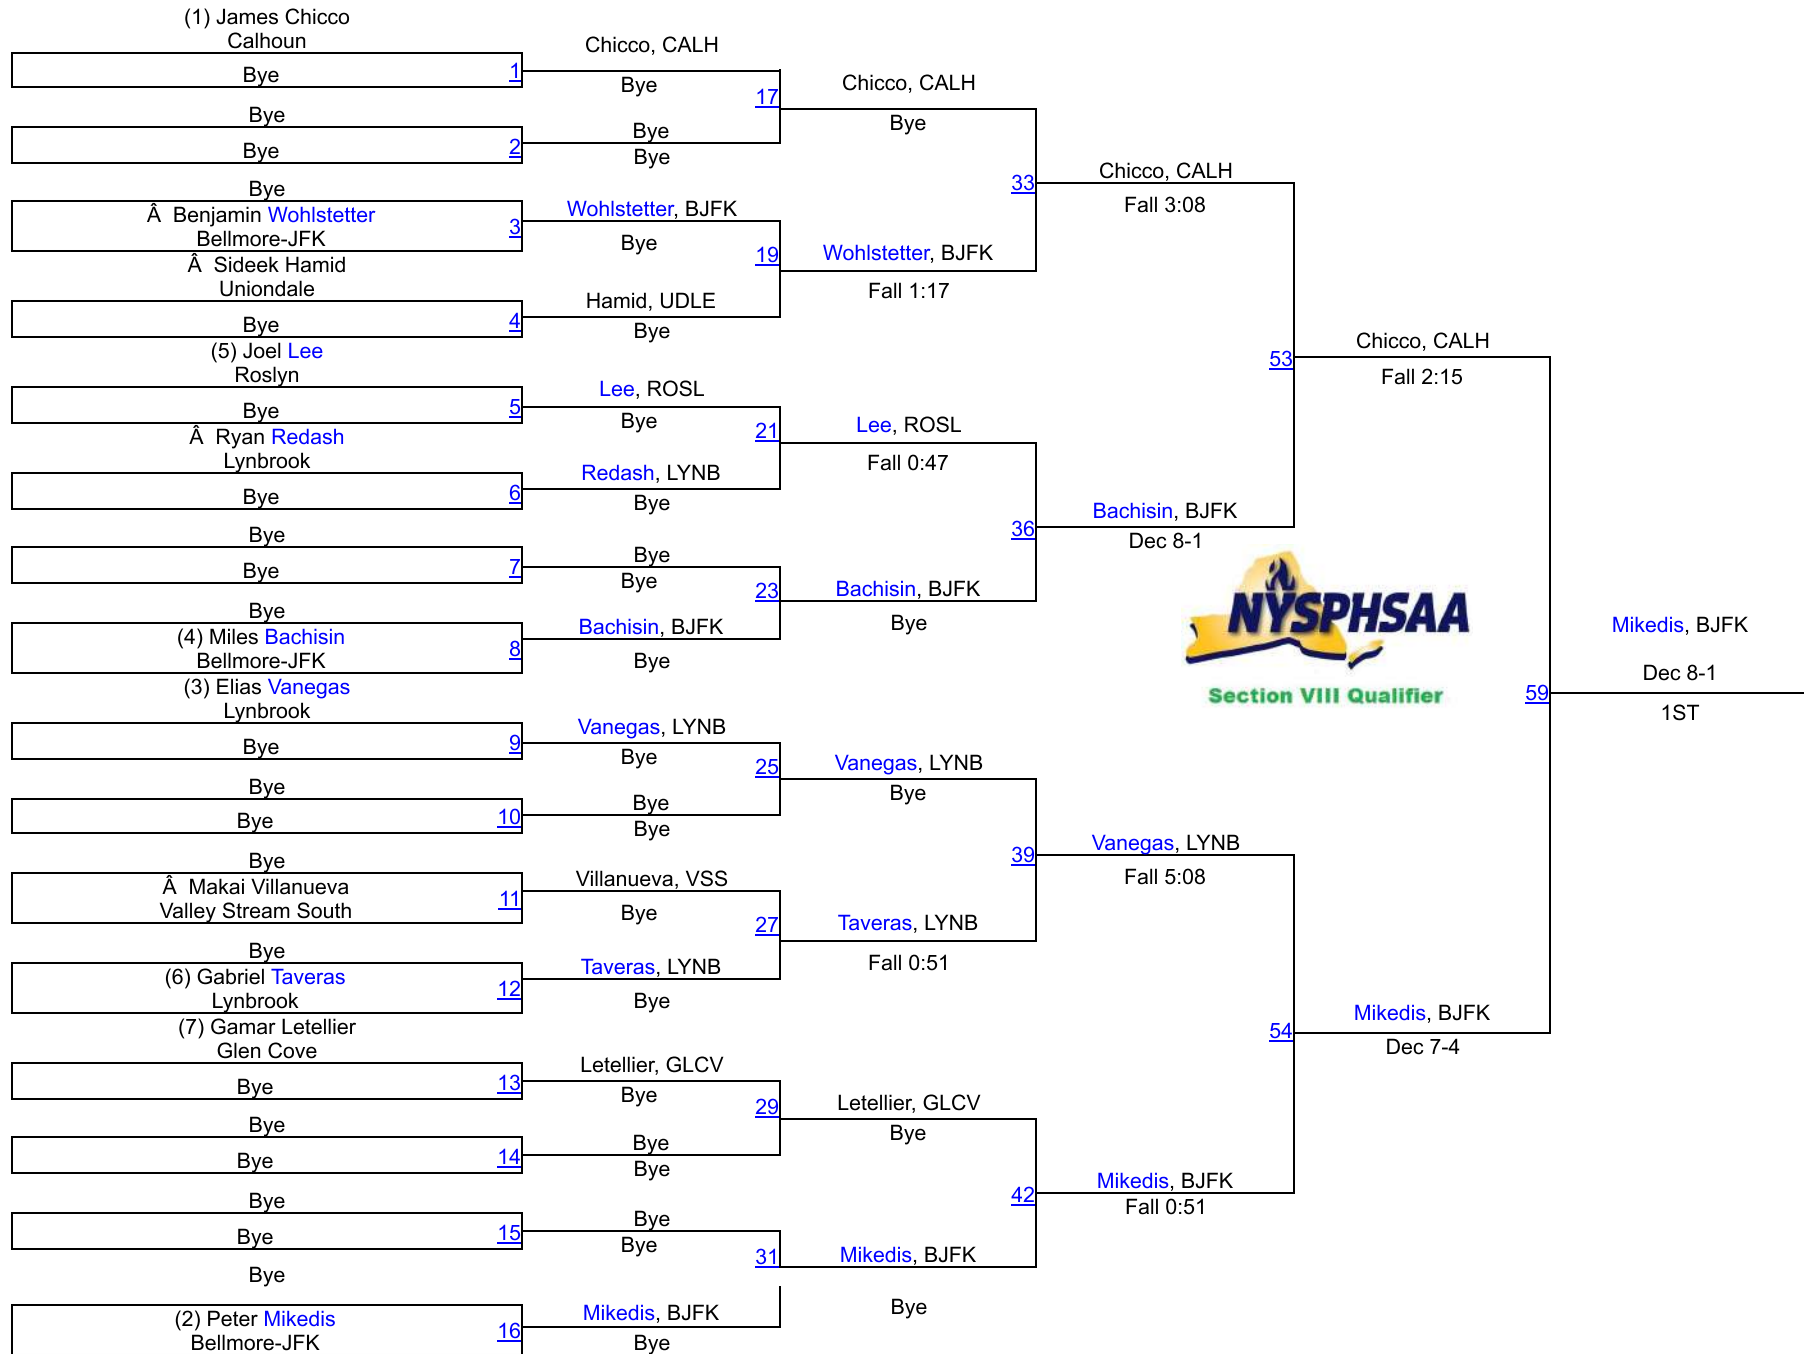 (1) James Chicco
Calhoun
Bye
1
Bye
Bye
2
Bye
Â Benjamin Wohlstetter
Bellmore-JFK
3
Â Sideek Hamid
Uniondale
Bye
4
(5) Joel Lee
Roslyn
Bye
5
Â Ryan Redash
Lynbrook
Bye
6
Bye
Bye
7
Bye
(4) Miles Bachisin
Bellmore-JFK
8
(3) Elias Vanegas
Lynbrook
Bye
9
Bye
Bye
10
Bye
Â Makai Villanueva
Valley Stream South
11
Bye
(6) Gabriel Taveras
Lynbrook
12
(7) Gamar Letellier
Glen Cove
Bye
13
Bye
Bye
14
Bye
Bye
15
Bye
(2) Peter Mikedis
Bellmore-JFK
16
Chicco, CALH
Bye
17
Bye
Bye
Wohlstetter, BJFK
Bye
19
Hamid, UDLE
Bye
Lee, ROSL
Bye
21
Redash, LYNB
Bye
Bye
Bye
23
Bachisin, BJFK
Bye
Vanegas, LYNB
Bye
25
Bye
Bye
Villanueva, VSS
Bye
27
Taveras, LYNB
Bye
Letellier, GLCV
Bye
29
Bye
Bye
Bye
Bye
31
Mikedis, BJFK
Bye
Chicco, CALH
Bye
33
Wohlstetter, BJFK
Fall 1:17
Lee, ROSL
Fall 0:47
36
Bachisin, BJFK
Bye
Vanegas, LYNB
Bye
39
Taveras, LYNB
Fall 0:51
Letellier, GLCV
Bye
42
Mikedis, BJFK
Bye
Chicco, CALH
Fall 3:08
53
Bachisin, BJFK
Dec 8-1
NYSPHSAA
Section VIII Qualifier
Vanegas, LYNB
Fall 5:08
54
Mikedis, BJFK
Fall 0:51
Chicco, CALH
Fall 2:15
59
Mikedis, BJFK
Dec 7-4
Mikedis, BJFK
Dec 8-1
1ST